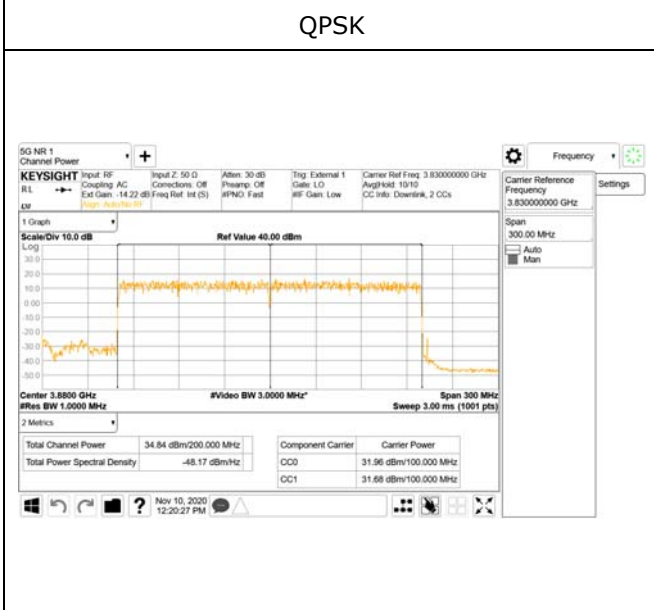 QPSK
5G NR 1
Channel Power
+
Frequency
KEYSIGHT
Input: RF
Input Z: 50 Ω
Atten: 30 dB
Trig: External 1
Carrier Ref Freq: 3.830000000 GHz
RL
Coupling: AC
Corrections: Off
Preamp: Off
Gate: LO
Avg|Hold: 10/10
Ext Gain: -14.22 dB
Freq Ref: Int (S)
#PNO: Fast
#IF Gain: Low
CC Info: Downlink, 2 CCs
Align: Auto/No RF
Carrier Reference
Frequency
3.830000000 GHz
Settings
Span
300.00 MHz
Auto
Man
1 Graph
Scale/Div 10.0 dB
Ref Value 40.00 dBm
Log
30.0
20.0
10.0
0.00
-10.0
-20.0
-30.0
-40.0
-50.0
Center 3.8800 GHz
#Video BW 3.0000 MHz*
Span 300 MHz
#Res BW 1.0000 MHz
Sweep 3.00 ms (1001 pts)
2 Metrics
Total Channel Power 34.84 dBm/200.000 MHz
Total Power Spectral Density -48.17 dBm/Hz
Component Carrier Carrier Power
CC0 31.96 dBm/100.000 MHz
CC1 31.68 dBm/100.000 MHz
?
Nov 10, 2020
12:20:27 PM